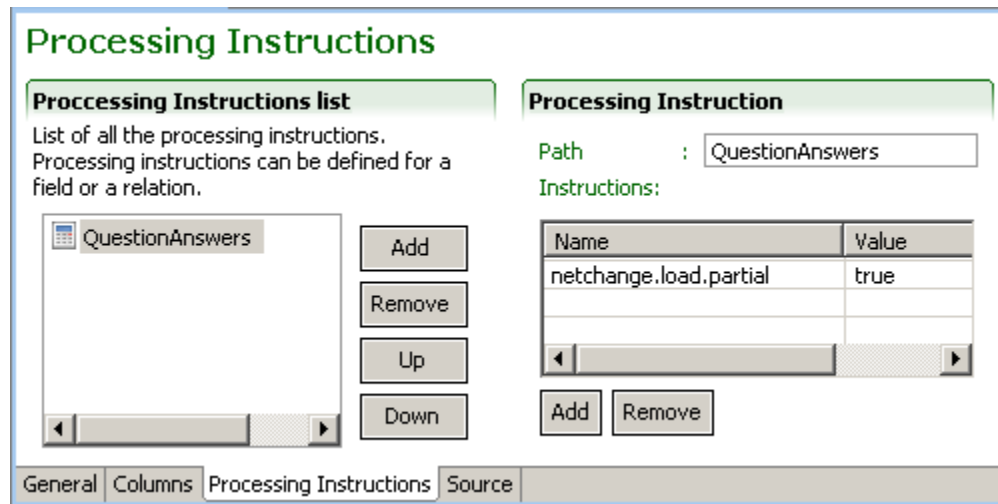 Processing Instructions
Proccessing Instructions list
List of all the processing instructions.
Processing instructions can be defined for a
field or a relation.
QuestionAnswers
Add
Remove
Up
Down
Processing Instruction
Path : QuestionAnswers
Instructions:
Name Value
netchange.load.partial true
Add Remove
General Columns Processing Instructions Source